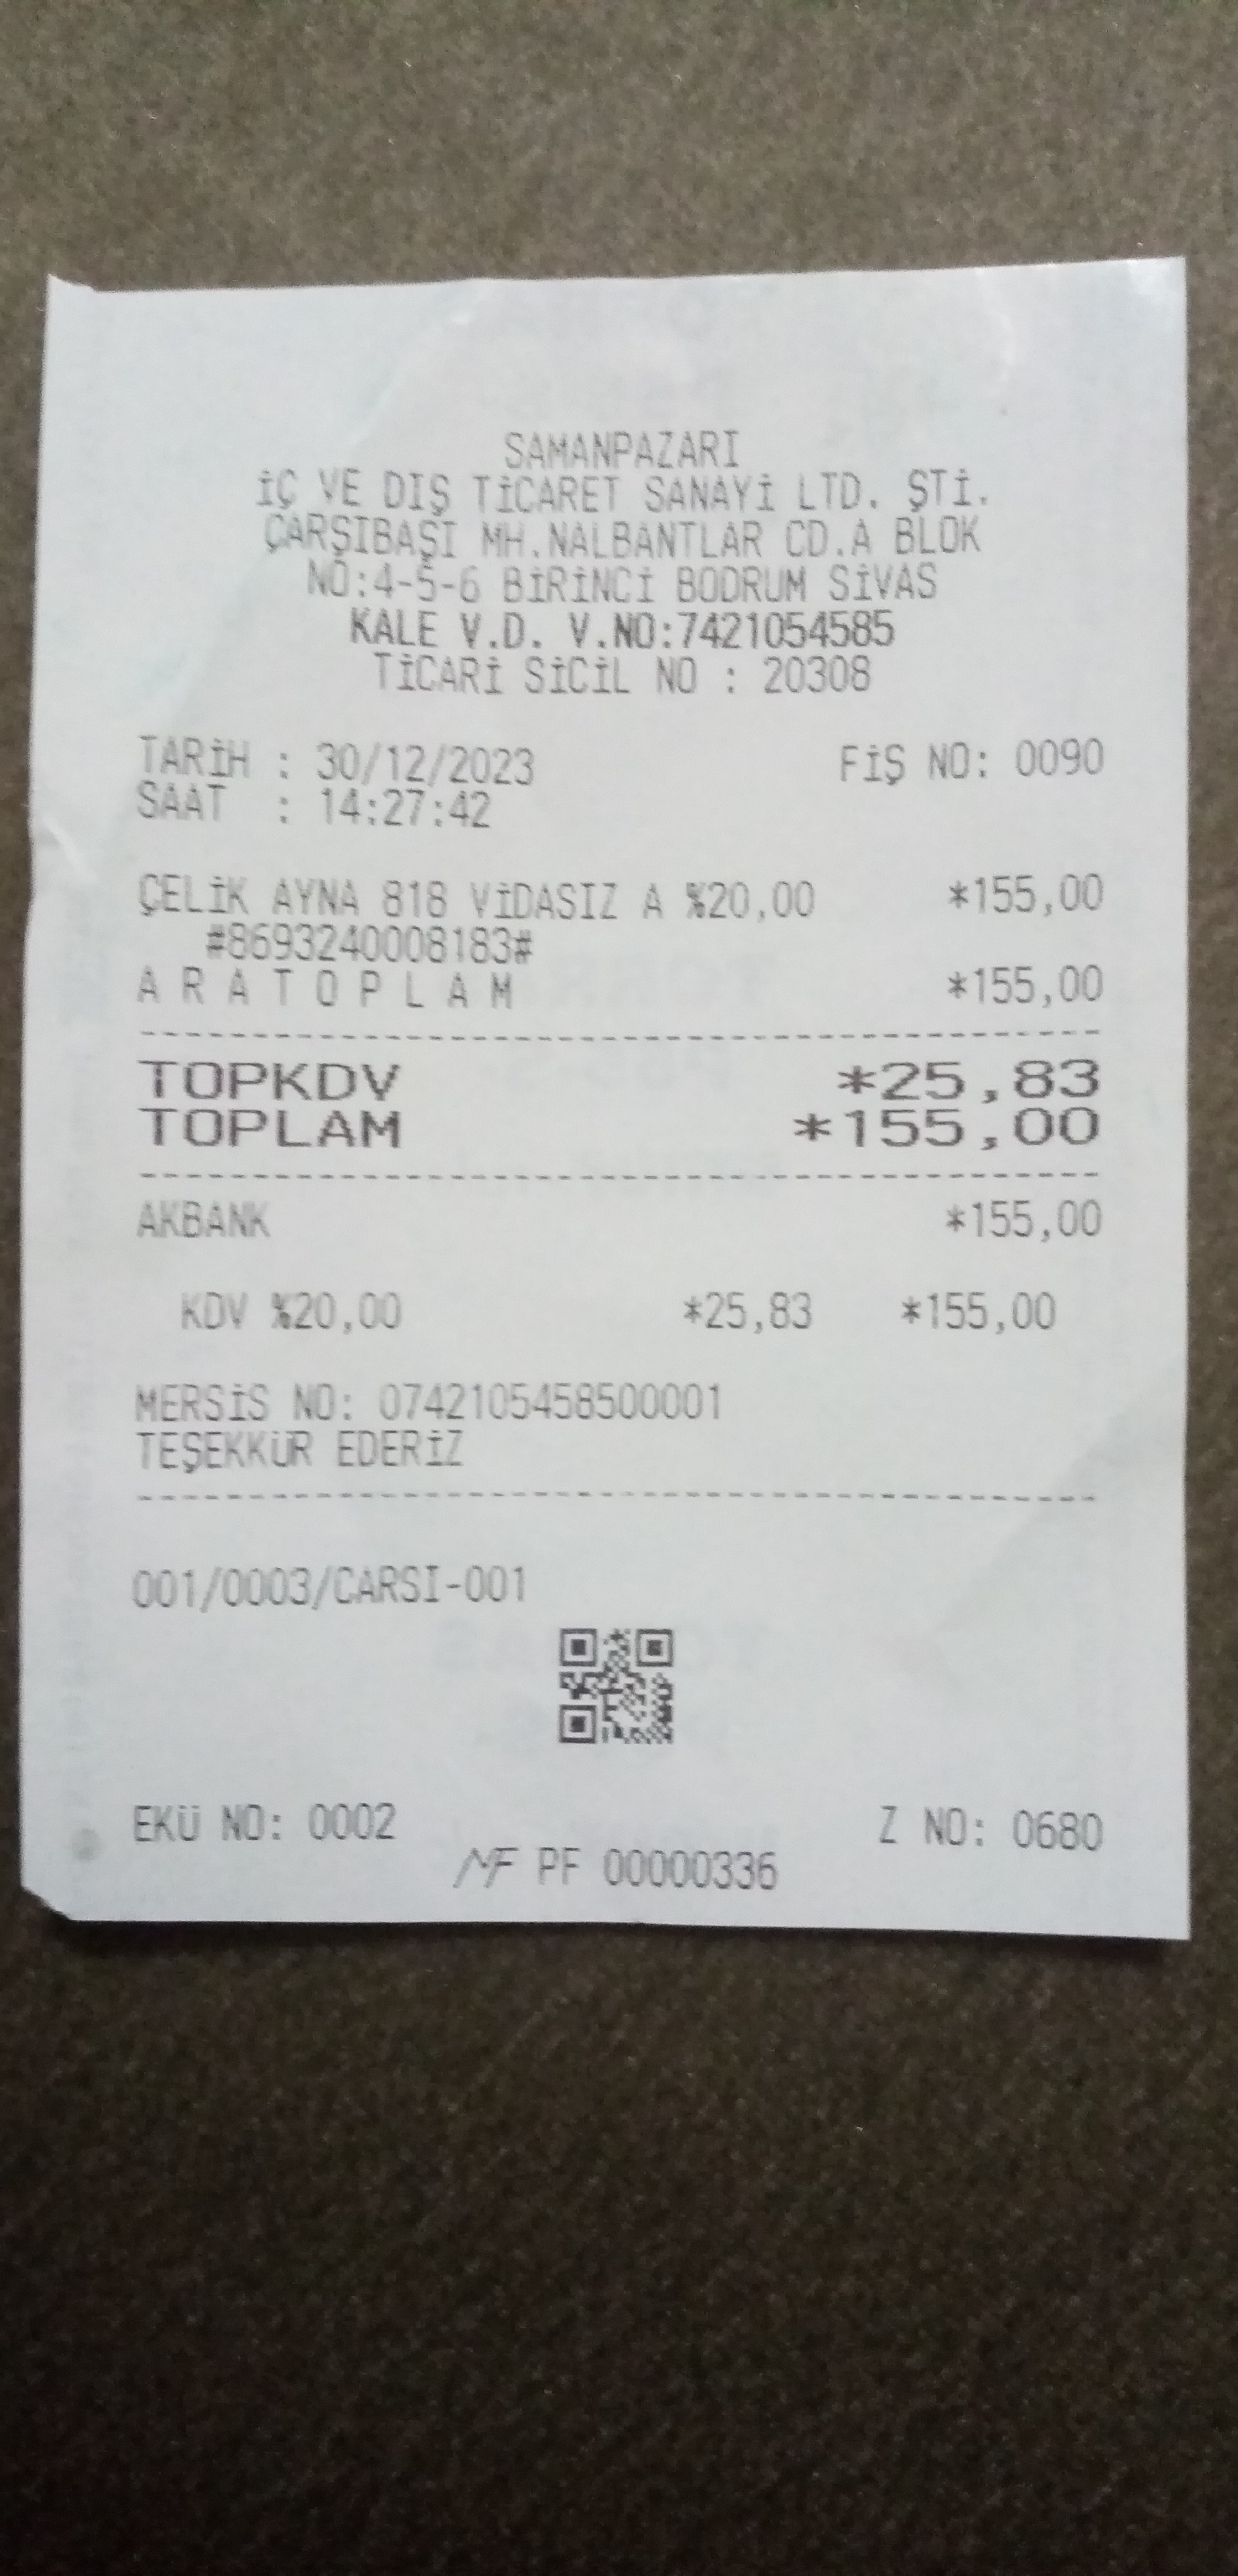 SAMANPAZARI
İÇ VE DIŞ TİCARET SANAYİ LTD. ŞTİ.
ÇARŞIBAŞI MH.NALBANTLAR CD.A BLOK
NO:4-5-6 BİRİNCİ BODRUM SİVAS
KALE V.D. V.NO:7421054585
TİCARİ SİCİL NO : 20308
TARİH : 30/12/2023 FİŞ NO: 0090
SAAT : 14:27:42
ÇELİK AYNA 818 VİDASIZ A %20,00 *155,00
#8693240008183#
A R A T O P L A M *155,00
TOPKDV *25,83
TOPLAM *155,00
AKBANK *155,00
KDV %20,00 *25,83 *155,00
MERSİS NO: 0742105458500001
TEŞEKKÜR EDERİZ
001/0003/CARSI-001
EKÜ NO: 0002 Z NO: 0680
MF PF 00000336